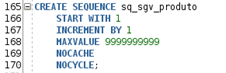 165 CREATE SEQUENCE sq_sgv_produto
166 START WITH 1
167 INCREMENT BY 1
168 MAXVALUE 9999999999
169 NOCACHE
170 NOCYCLE;